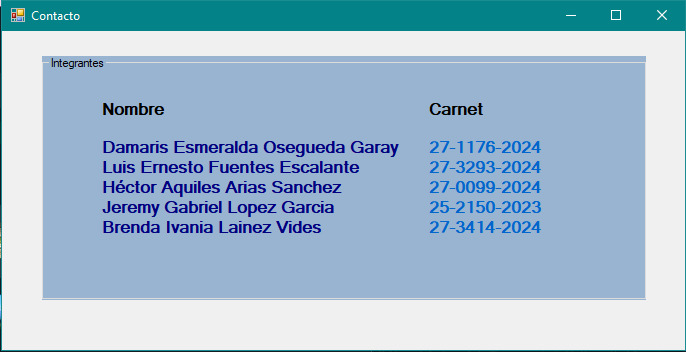 Contacto
Integrantes
Nombre Carnet
Damaris Esmeralda Osegueda Garay 27-1176-2024
Luis Ernesto Fuentes Escalante 27-3293-2024
Héctor Aquiles Arias Sanchez 27-0099-2024
Jeremy Gabriel Lopez Garcia 25-2150-2023
Brenda Ivania Lainez Vides 27-3414-2024